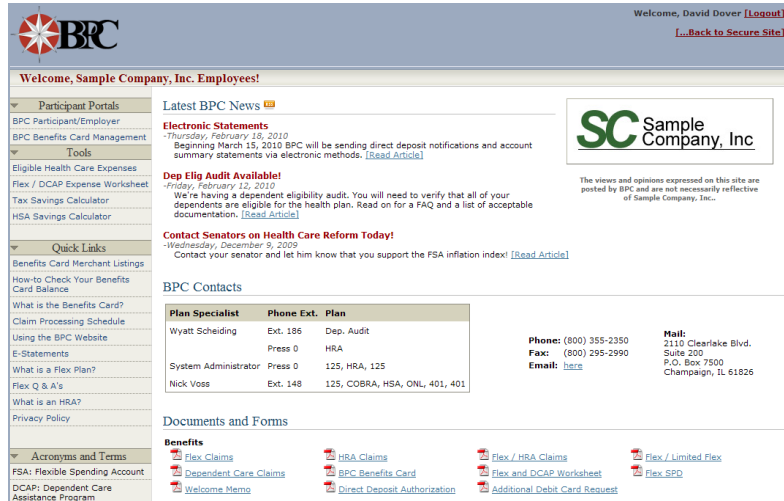 Welcome, David Dover [Logout]
[...Back to Secure Site]
BPC
Welcome, Sample Company, Inc. Employees!
Participant Portals
BPC Participant/Employer
BPC Benefits Card Management
Tools
Eligible Health Care Expenses
Flex / DCAP Expense Worksheet
Tax Savings Calculator
HSA Savings Calculator
Quick Links
Benefits Card Merchant Listings
How-to Check Your Benefits
Card Balance
What is the Benefits Card?
Claim Processing Schedule
Using the BPC Website
E-Statements
What is a Flex Plan?
Flex Q & A's
What is an HRA?
Privacy Policy
Acronyms and Terms
FSA: Flexible Spending Account
DCAP: Dependent Care
Assistance Program
Latest BPC News
Electronic Statements
-Thursday, February 18, 2010
Beginning March 15, 2010 BPC will be sending direct deposit notifications and account
summary statements via electronic methods. [Read Article]
Dep Elig Audit Available!
-Friday, February 12, 2010
We're having a dependent eligibility audit. You will need to verify that all of your
dependents are eligible for the health plan. Read on for a FAQ and a list of acceptable
documentation. [Read Article]
Contact Senators on Health Care Reform Today!
-Wednesday, December 9, 2009
Contact your senator and let him know that you support the FSA inflation index! [Read Article]
SC Sample
Company, Inc
The views and opinions expressed on this site are
posted by BPC and are not necessarily reflective
of Sample Company, Inc..
BPC Contacts
Plan Specialist Phone Ext. Plan
Wyatt Scheiding Ext. 186 Dep. Audit
Press 0 HRA
System Administrator Press 0 125, HRA, 125
Nick Voss Ext. 148 125, COBRA, HSA, ONL, 401, 401
Phone: (800) 355-2350
Fax: (800) 295-2990
Email: here
Mail:
2110 Clearlake Blvd.
Suite 200
P.O. Box 7500
Champaign, IL 61826
Documents and Forms
Benefits
Flex Claims HRA Claims Flex / HRA Claims Flex / Limited Flex
Dependent Care Claims BPC Benefits Card Flex and DCAP Worksheet Flex SPD
Welcome Memo Direct Deposit Authorization Additional Debit Card Request